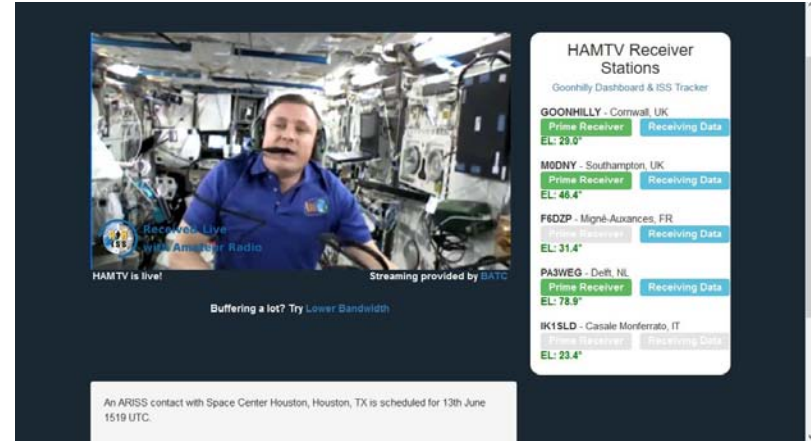 ISS
Received Live
with Amateur Radio
HAMTV is live!
Streaming provided by BATC
Buffering a lot? Try Lower Bandwidth
An ARISS contact with Space Center Houston, Houston, TX is scheduled for 13th June
1519 UTC.
HAMTV Receiver
Stations
Goonhilly Dashboard & ISS Tracker
GOONHILLY - Cornwall, UK
Prime Receiver Receiving Data
EL: 29.0°
M0DNY - Southampton, UK
Prime Receiver Receiving Data
EL: 46.4°
F6DZP - Migné-Auxances, FR
Prime Receiver Receiving Data
EL: 31.4°
PA3WEG - Delft, NL
Prime Receiver Receiving Data
EL: 78.9°
IK1SLD - Casale Monferrato, IT
Prime Receiver Receiving Data
EL: 23.4°